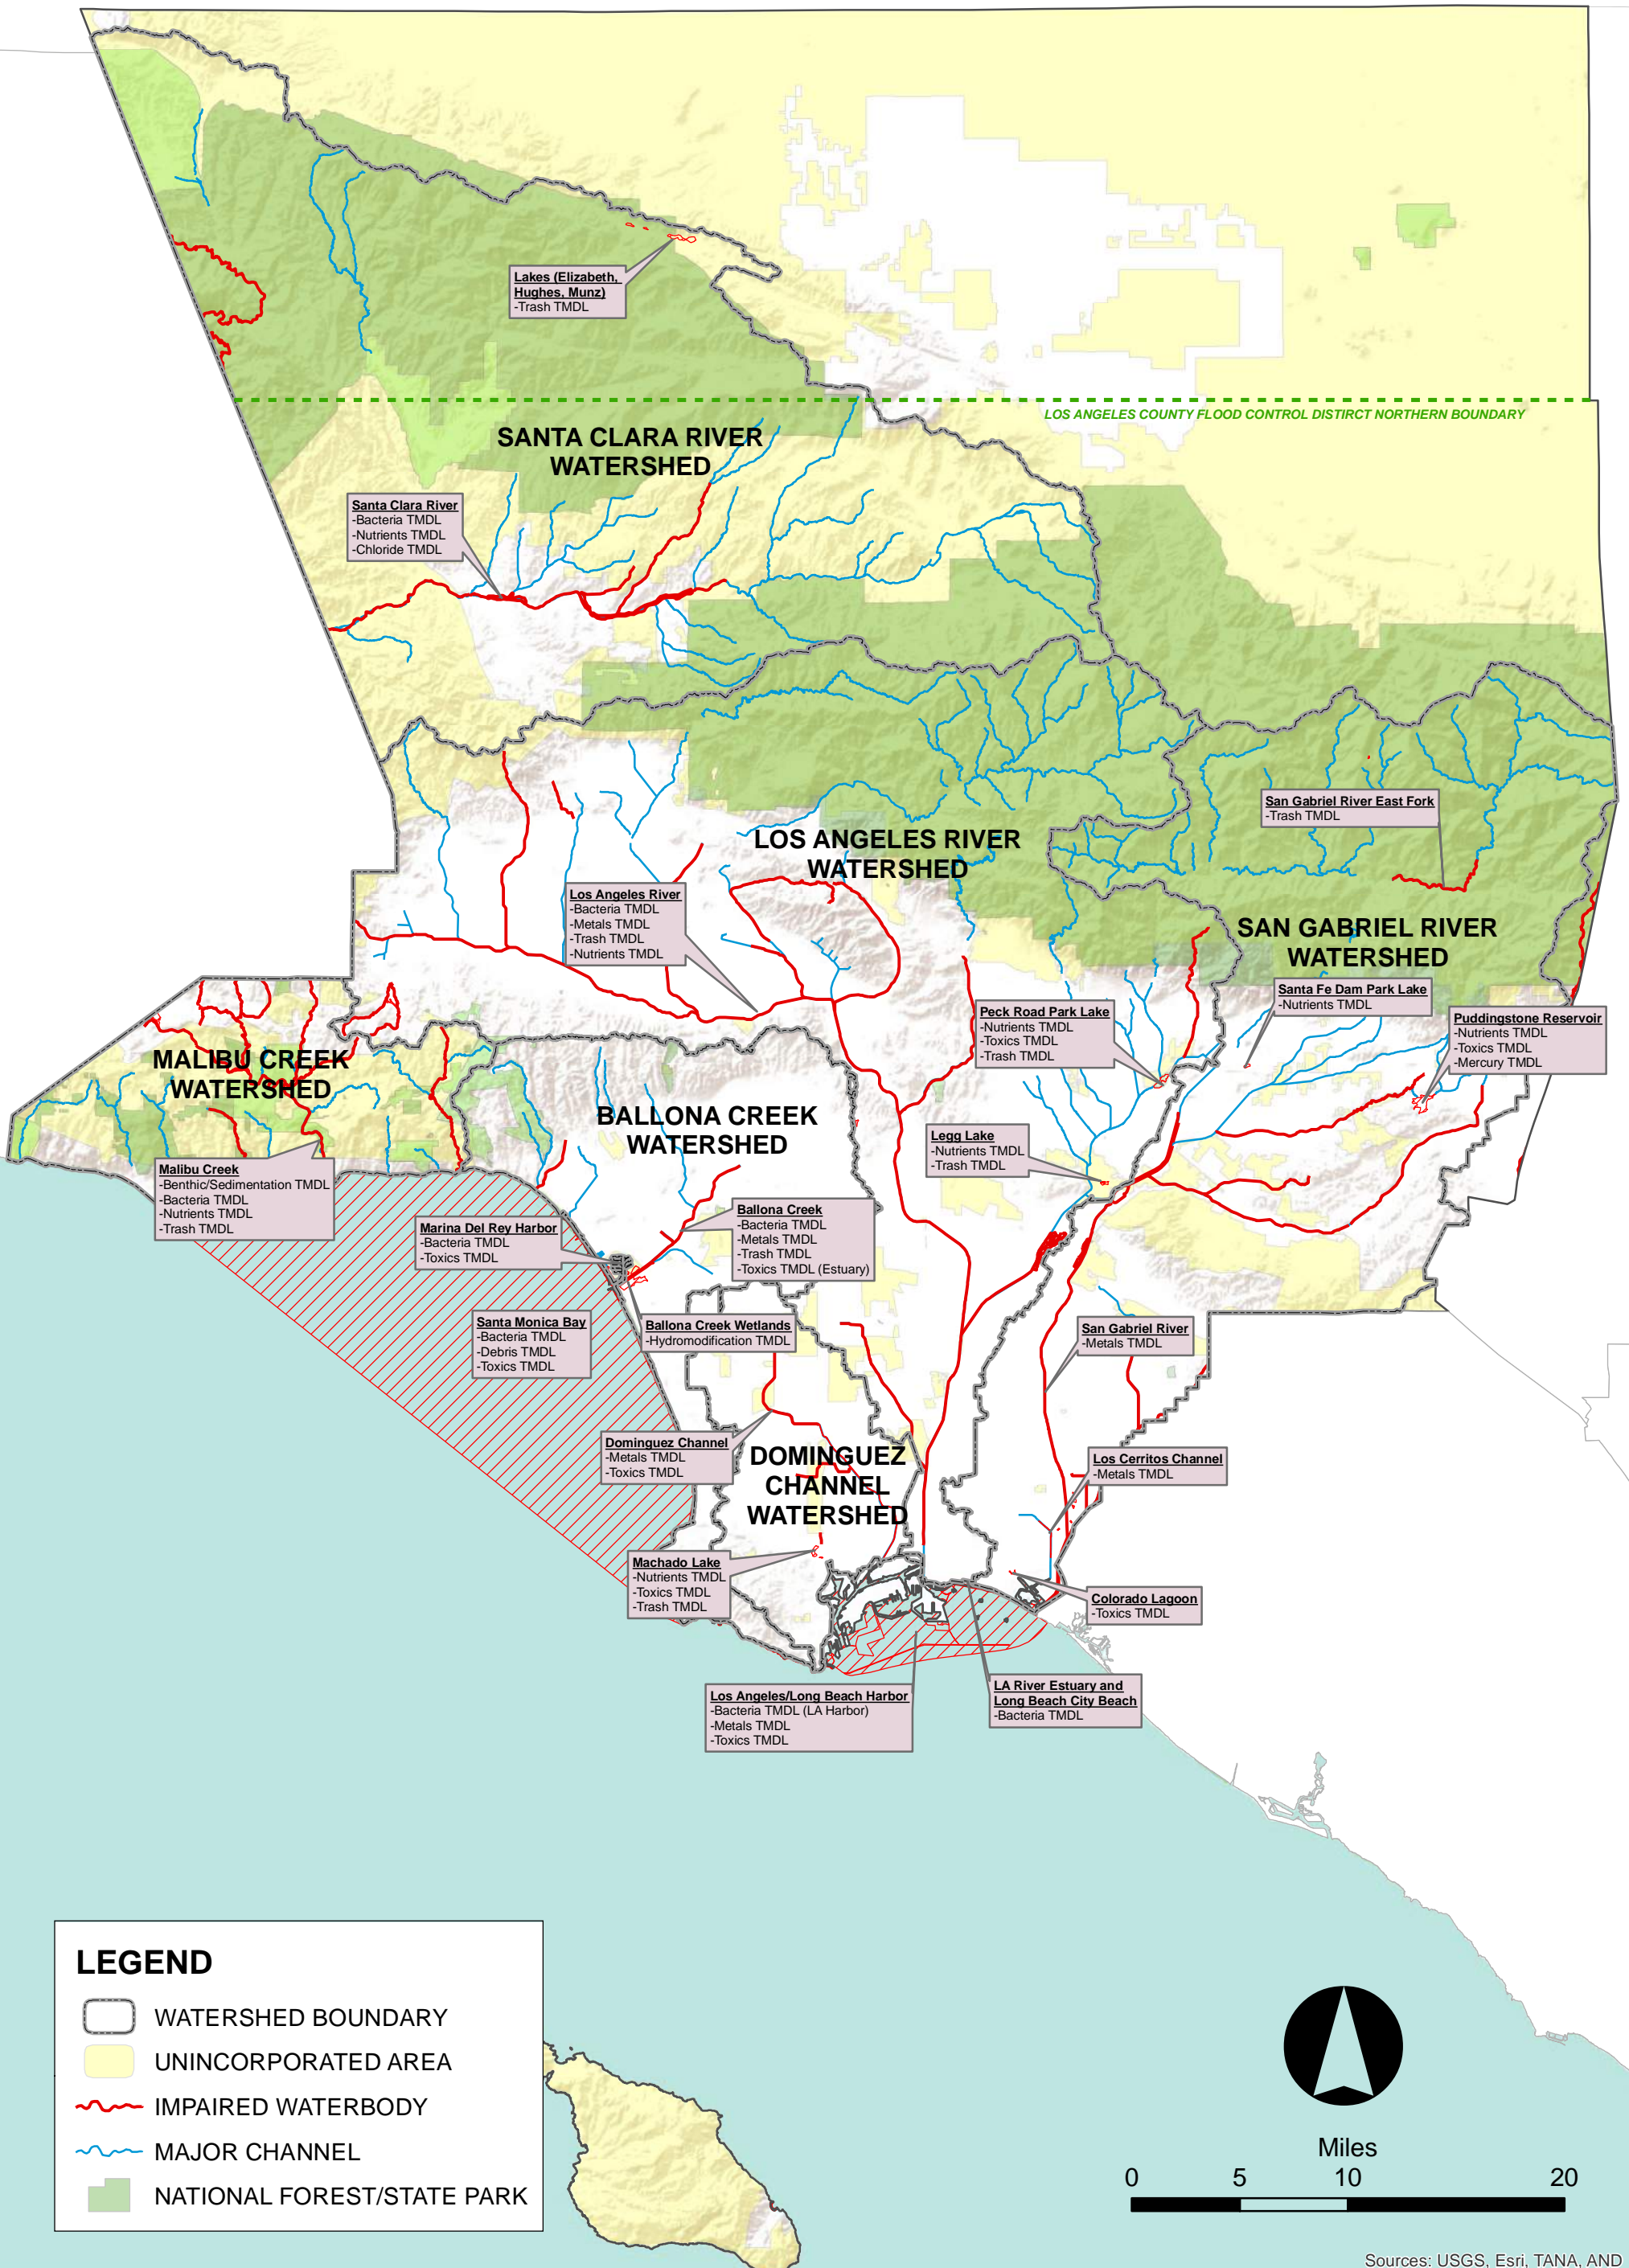 Lakes (Elizabeth,
Hughes, Munz)
-Trash TMDL
LOS ANGELES COUNTY FLOOD CONTROL DISTIRCT NORTHERN BOUNDARY
SANTA CLARA RIVER
WATERSHED
Santa Clara River
-Bacteria TMDL
-Nutrients TMDL
-Chloride TMDL
San Gabriel River East Fork
-Trash TMDL
LOS ANGELES RIVER
WATERSHED
Los Angeles River
-Bacteria TMDL
-Metals TMDL
-Trash TMDL
-Nutrients TMDL
SAN GABRIEL RIVER
WATERSHED
Santa Fe Dam Park Lake
-Nutrients TMDL
Peck Road Park Lake
-Nutrients TMDL
-Toxics TMDL
-Trash TMDL
Puddingstone Reservoir
-Nutrients TMDL
-Toxics TMDL
-Mercury TMDL
MALIBU CREEK
WATERSHED
BALLONA CREEK
WATERSHED
Legg Lake
-Nutrients TMDL
-Trash TMDL
Malibu Creek
-Benthic/Sedimentation TMDL
-Bacteria TMDL
-Nutrients TMDL
-Trash TMDL
Marina Del Rey Harbor
-Bacteria TMDL
-Toxics TMDL
Ballona Creek
-Bacteria TMDL
-Metals TMDL
-Trash TMDL
-Toxics TMDL (Estuary)
Santa Monica Bay
-Bacteria TMDL
-Debris TMDL
-Toxics TMDL
Ballona Creek Wetlands
-Hydromodification TMDL
San Gabriel River
-Metals TMDL
Dominguez Channel
-Metals TMDL
-Toxics TMDL
DOMINGUEZ
CHANNEL
WATERSHED
Los Cerritos Channel
-Metals TMDL
Machado Lake
-Nutrients TMDL
-Toxics TMDL
-Trash TMDL
Colorado Lagoon
-Toxics TMDL
Los Angeles/Long Beach Harbor
-Bacteria TMDL (LA Harbor)
-Metals TMDL
-Toxics TMDL
LA River Estuary and
Long Beach City Beach
-Bacteria TMDL
LEGEND
WATERSHED BOUNDARY
UNINCORPORATED AREA
IMPAIRED WATERBODY
MAJOR CHANNEL
NATIONAL FOREST/STATE PARK
Miles
0 5 10 20
Sources: USGS, Esri, TANA, AND